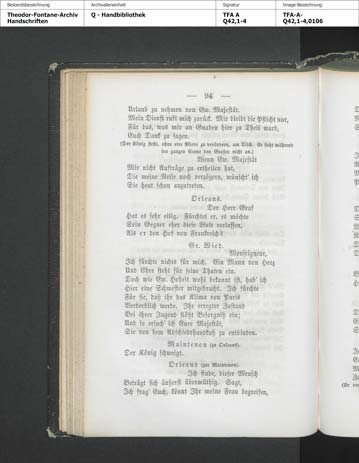 Bestandsbezeichnung
Archivalieneinheit
Signatur
Image-Bezeichnung
Theodor-Fontane-Archiv
Handschriften
Q - Handbibliothek
TFA A
Q42,1-4
TFA-A-
Q42,1-4,0106
— 94 —
Urlaub zu nehmen von Ew. Majestät.
Mein Dienst ruft mich zurück. Mir bleibt die Pflicht nur,
Für das, was mir an Gnaden hier zu Theil ward,
Euch Dank zu sagen.
(Der König steht, ohne eine Miene zu verändern, am Tisch. Er sieht während
der ganzen Scene den Grafen nicht an.)
Wenn Ew. Majestät
Mir nicht Aufträge zu ertheilen hat,
Die meine Reise noch verzögern, wünscht' ich
Sie heut schon anzutreten.
Orleans.
Der Herr Graf
Hat es sehr eilig. Fürchtet er, es möchte
Sein Gegner eher diese Welt verlassen,
Als er den Hof von Frankreich?
Gr. Wied.
Monseigneur,
Ich fürchte nichts für mich. Ein Mann von Herz
Und Ehre steht für seine Thaten ein.
Doch wie Ew. Hoheit wohl bekannt ist, hab' ich
Hier eine Schwester mitgebracht. Ich fürchte
Für sie, daß ihr das Klima von Paris
Verderblich werde. Ihr erregter Zustand
Bei ihrer Jugend flößt Besorgniß ein;
Und so ersuch' ich Eure Majestät,
Sie von dem Abschiedshandkuß zu entbinden.
Maintenon (zu Orleans).
Der König schweigt.
Orleans (zur Maintenon).
Ich finde, dieser Mensch
Beträgt sich äußerst übermüthig. Sagt,
Ich frag' Euch, könnt Ihr meine Frau begreifen,